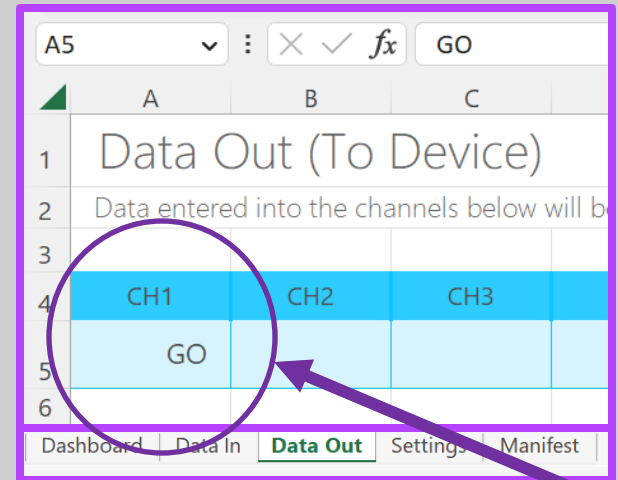 A5 fx GO
A B C
1 Data Out (To Device)
2 Data entered into the channels below will b
3
4 CH1 CH2 CH3
5 GO
6
Dashboard Data In Data Out Settings Manifest